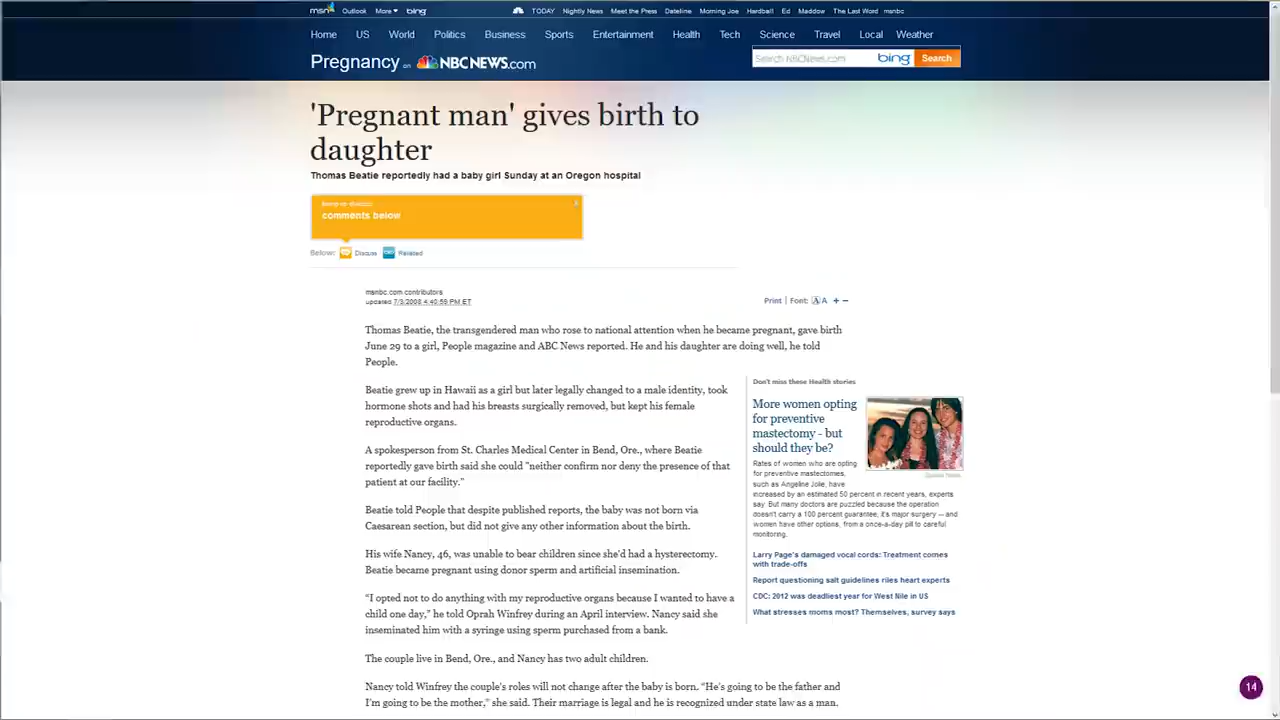 msn Outlook More bing TODAY Nightly News Meet the Press Dateline Morning Joe Hardball Ed Maddow The Last Word msnbc
Home US World Politics Business Sports Entertainment Health Tech Science Travel Local Weather
Pregnancy on NBCNEWS.com
Search NBCNews.com bing Search
'Pregnant man' gives birth to
daughter
Thomas Beatie reportedly had a baby girl Sunday at an Oregon hospital
comments below
Below: Discuss Related
msnbc.com contributors
updated 7/3/2008 4:40:59 PM ET
Print | Font: A A + −
Thomas Beatie, the transgendered man who rose to national attention when he became pregnant, gave birth
June 29 to a girl, People magazine and ABC News reported. He and his daughter are doing well, he told
People.
Beatie grew up in Hawaii as a girl but later legally changed to a male identity, took
hormone shots and had his breasts surgically removed, but kept his female
reproductive organs.
A spokesperson from St. Charles Medical Center in Bend, Ore., where Beatie
reportedly gave birth said she could "neither confirm nor deny the presence of that
patient at our facility."
Beatie told People that despite published reports, the baby was not born via
Caesarean section, but did not give any other information about the birth.
His wife Nancy, 46, was unable to bear children since she'd had a hysterectomy.
Beatie became pregnant using donor sperm and artificial insemination.
“I opted not to do anything with my reproductive organs because I wanted to have a
child one day,” he told Oprah Winfrey during an April interview. Nancy said she
inseminated him with a syringe using sperm purchased from a bank.
The couple live in Bend, Ore., and Nancy has two adult children.
Nancy told Winfrey the couple's roles will not change after the baby is born. “He's going to be the father and
I'm going to be the mother,” she said. Their marriage is legal and he is recognized under state law as a man.
Don't miss these Health stories
More women opting
for preventive
mastectomy - but
should they be?
Rates of women who are opting
for preventive mastectomies,
such as Angeline Jolie, have
increased by an estimated 50 percent in recent years, experts
say. But many doctors are puzzled because the operation
doesn't carry a 100 percent guarantee, it's major surgery -- and
women have other options, from a once-a-day pill to careful
monitoring.
Larry Page's damaged vocal cords: Treatment comes
with trade-offs
Report questioning salt guidelines riles heart experts
CDC: 2012 was deadliest year for West Nile in US
What stresses moms most? Themselves, survey says
14